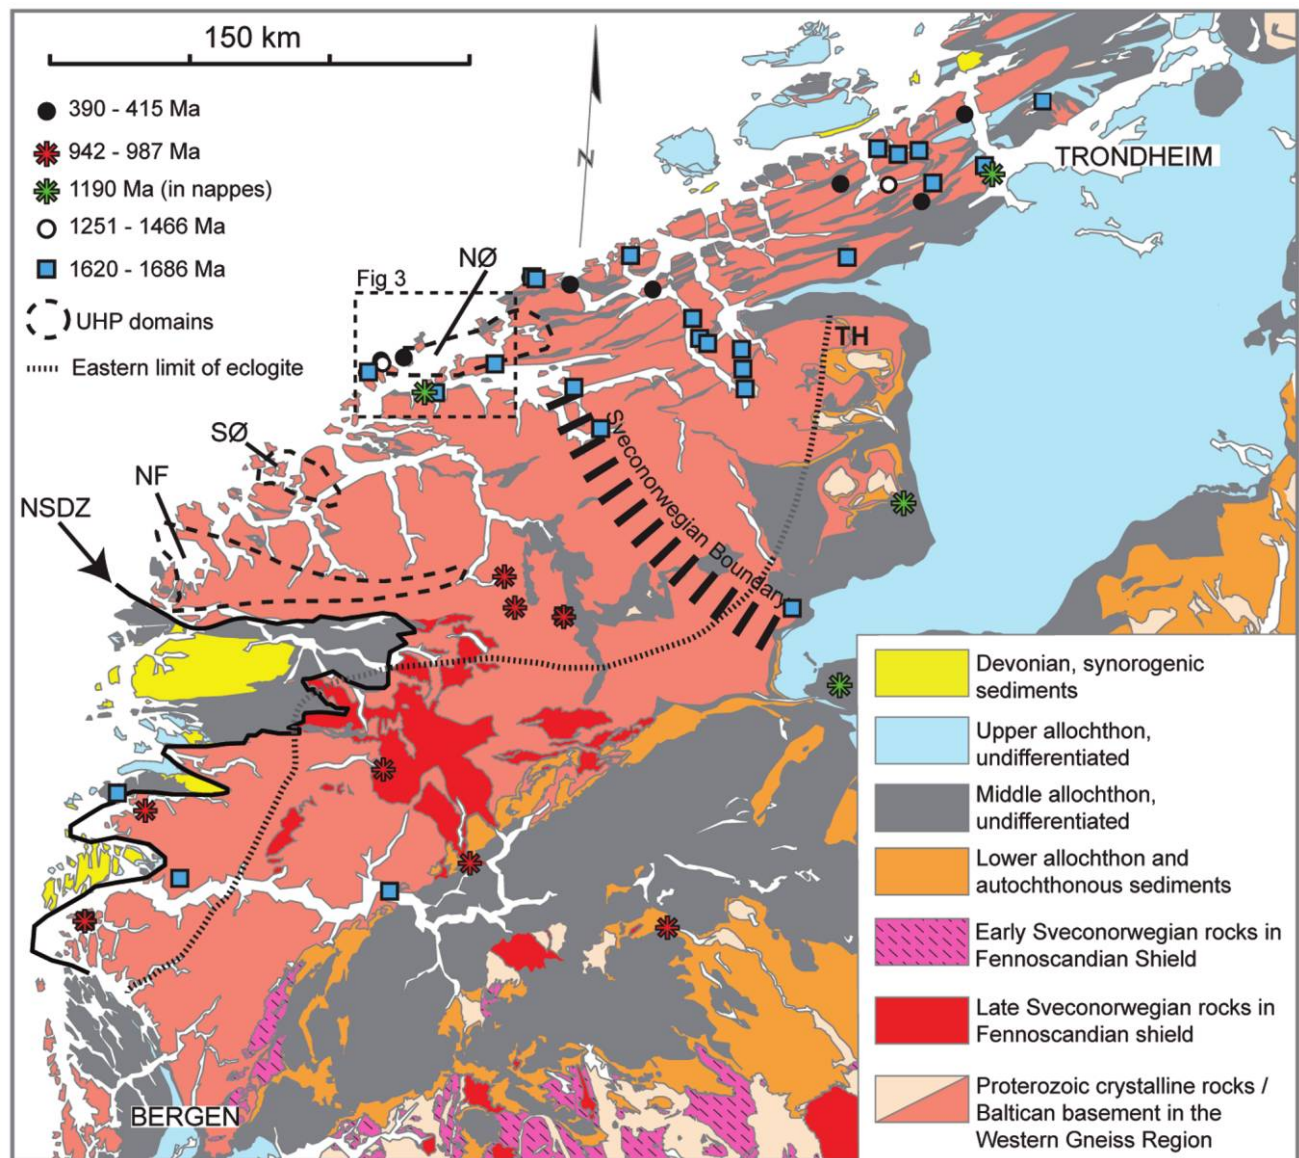 150 km
390 - 415 Ma
942 - 987 Ma
1190 Ma (in nappes)
1251 - 1466 Ma
1620 - 1686 Ma
UHP domains
Eastern limit of eclogite
N
TRONDHEIM
Fig 3
NØ
TH
SØ
NF
NSDZ
Sveconorwegian Boundary
BERGEN
Devonian, synorogenic
sediments
Upper allochthon,
undifferentiated
Middle allochthon,
undifferentiated
Lower allochthon and
autochthonous sediments
Early Sveconorwegian rocks in
Fennoscandian Shield
Late Sveconorwegian rocks in
Fennoscandian shield
Proterozoic crystalline rocks /
Baltican basement in the
Western Gneiss Region